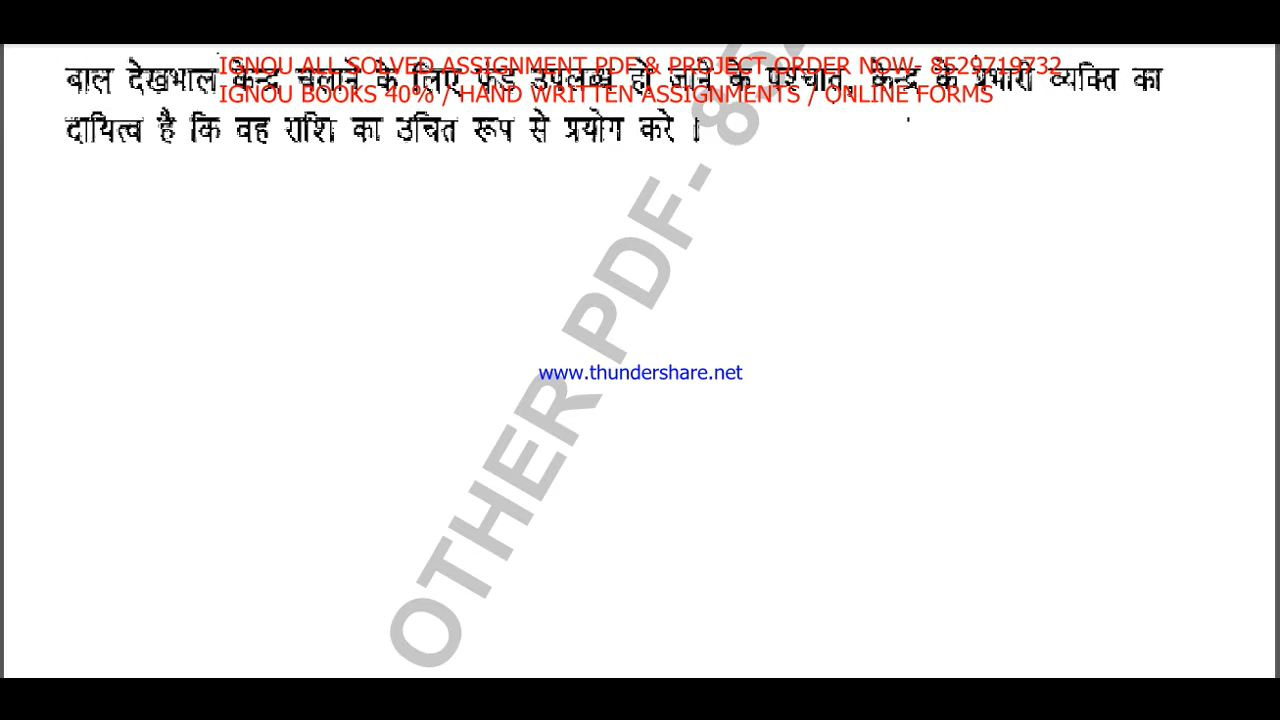 IGNOU ALL SOLVED ASSIGNMENT PDF & PROJECT ORDER NOW- 8529719732
बाल देखभाल केन्द्र चलाने के लिए फंड उपलब्ध हो जाने के पश्चात, केन्द्र के प्रभारी व्यक्ति का
IGNOU BOOKS 40% / HAND WRITTEN ASSIGNMENTS / ONLINE FORMS
दायित्व है कि वह राशि का उचित रूप से प्रयोग करे ।
www.thundershare.net
OTHER PDF- 852